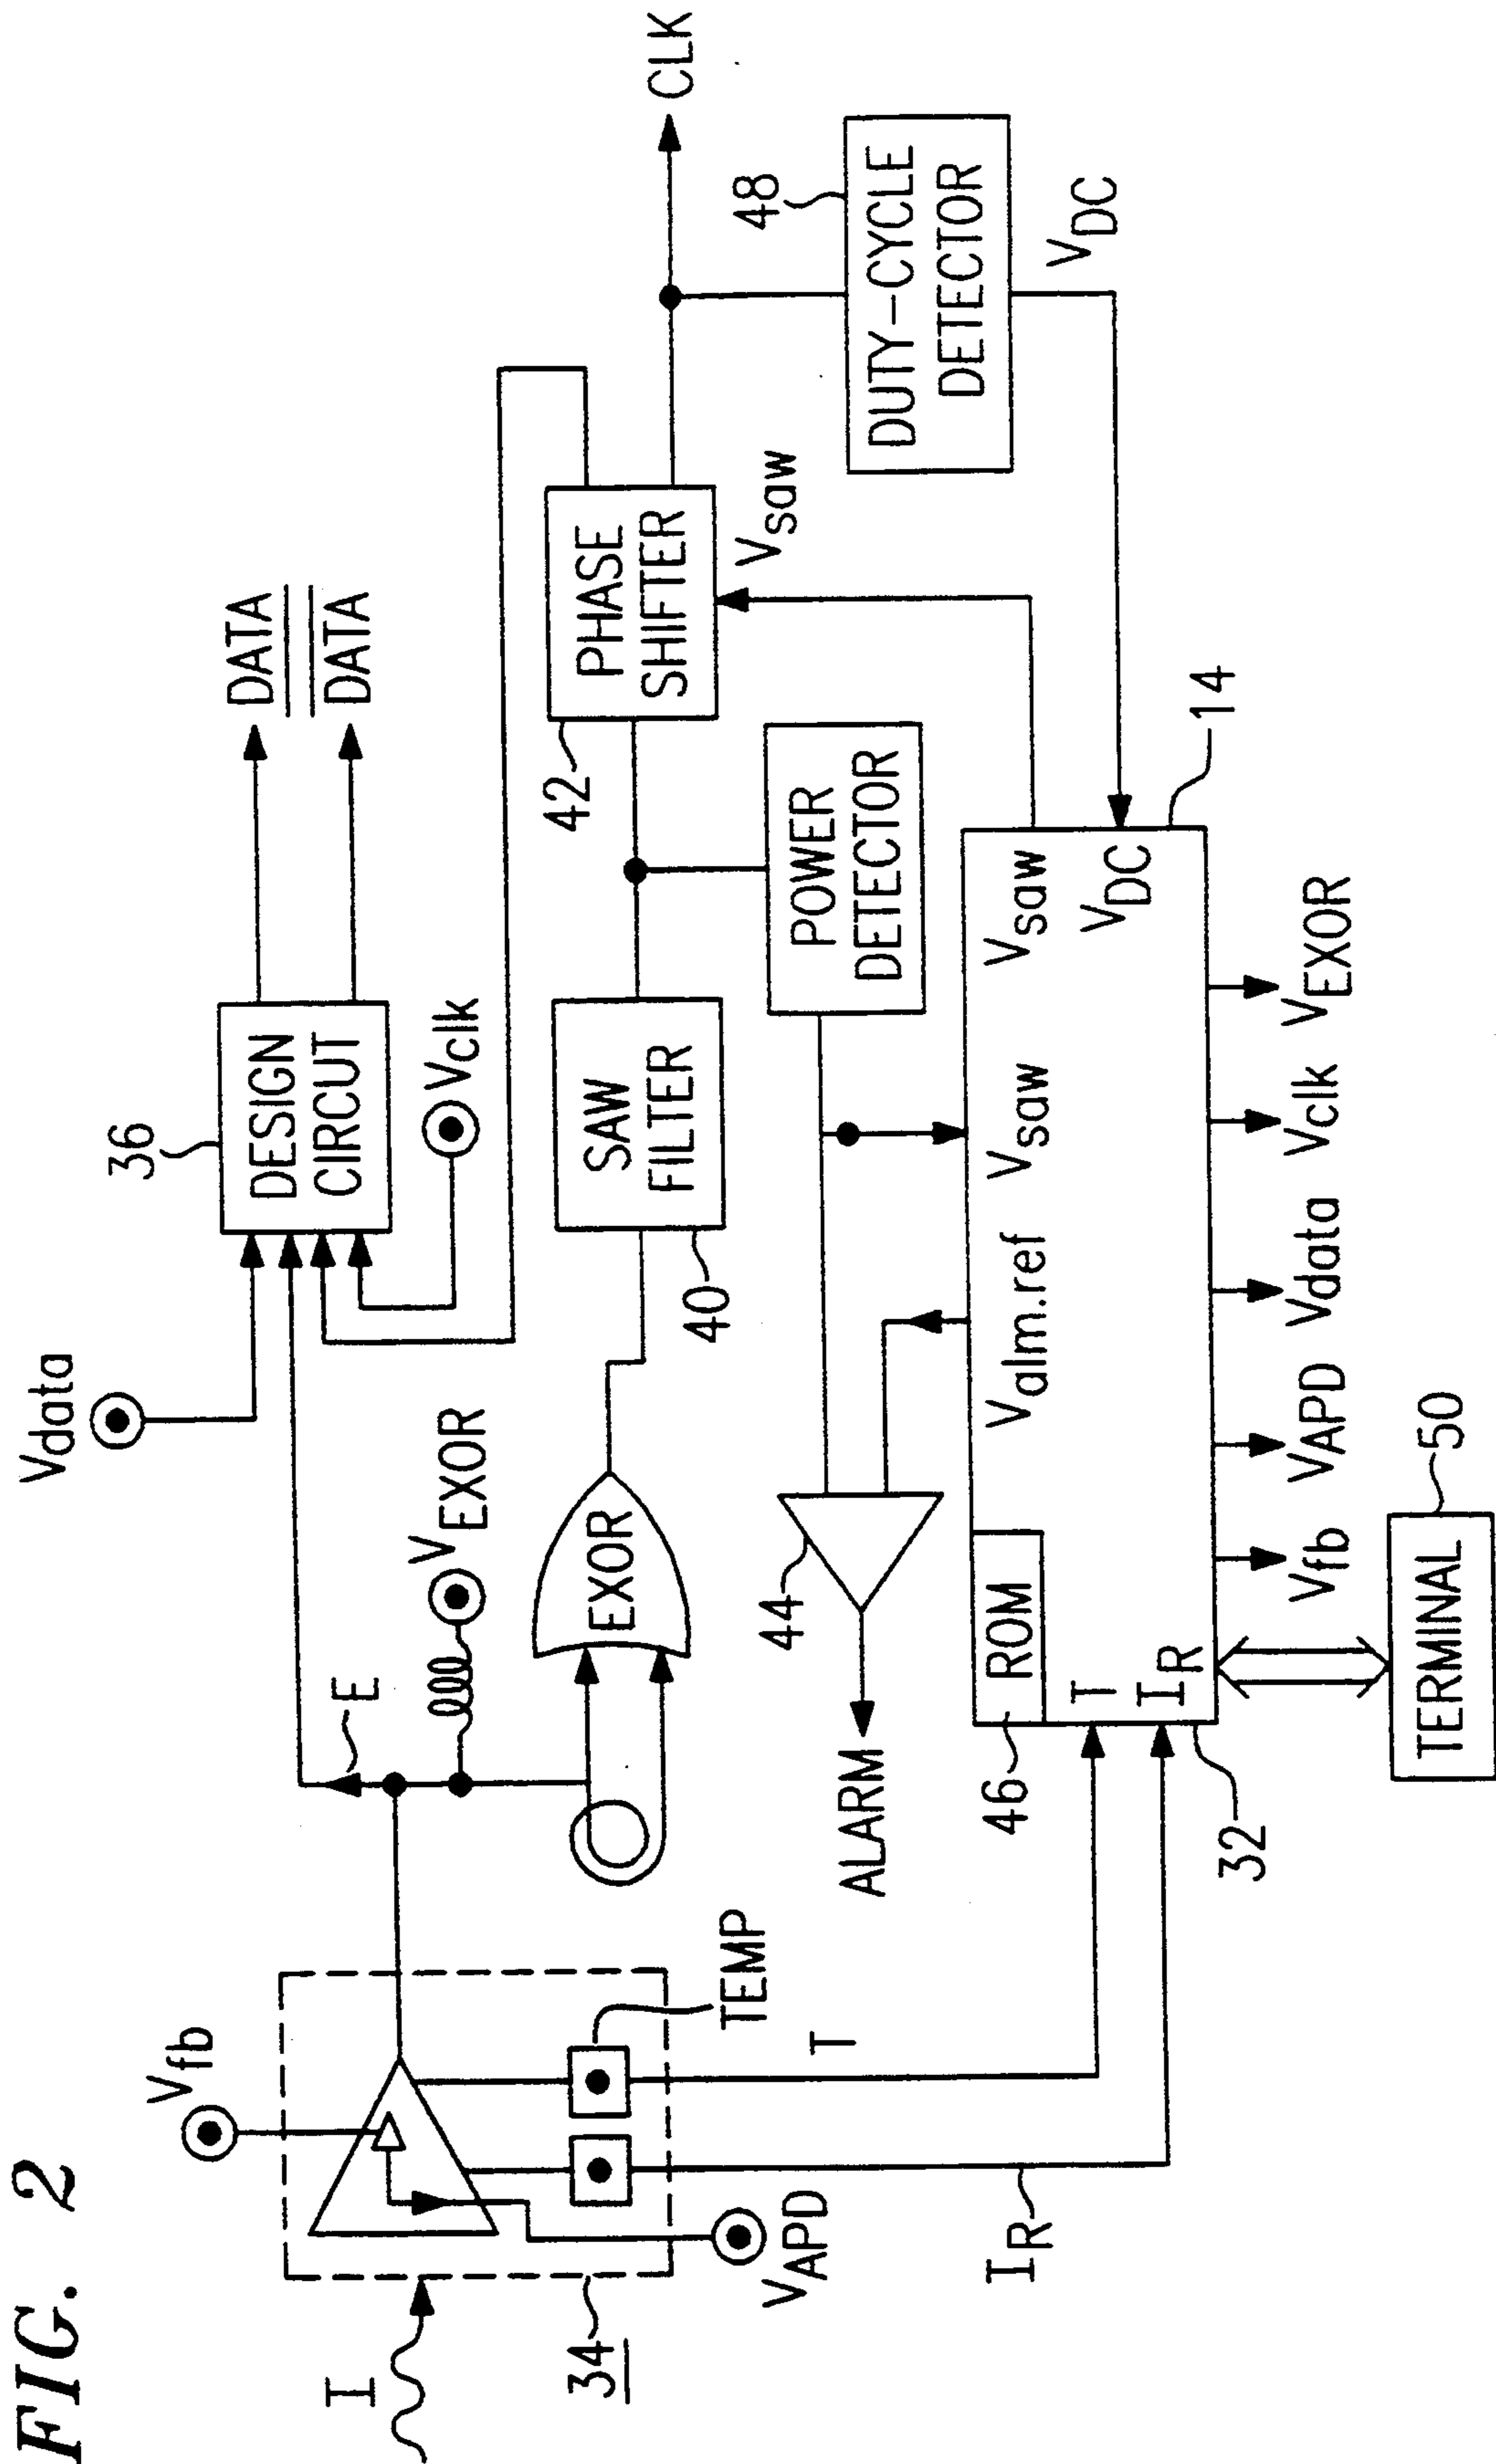 FIG. 2
I
34
Vfb
VAPD
TEMP
T
IR
E
VEXOR
EXOR
Vdata
36
DESIGN
CIRCUT
Vclk
DATA
DATA
40
SAW
FILTER
42
PHASE
SHIFTER
Vsaw
CLK
48
DUTY-CYCLE
DETECTOR
VDC
POWER
DETECTOR
44
ALARM
46
ROM
Valm.ref
Vsaw
Vsaw
VDC
14
T
IR
32
TERMINAL
50
Vfb
VAPD
Vdata
Vclk
VEXOR